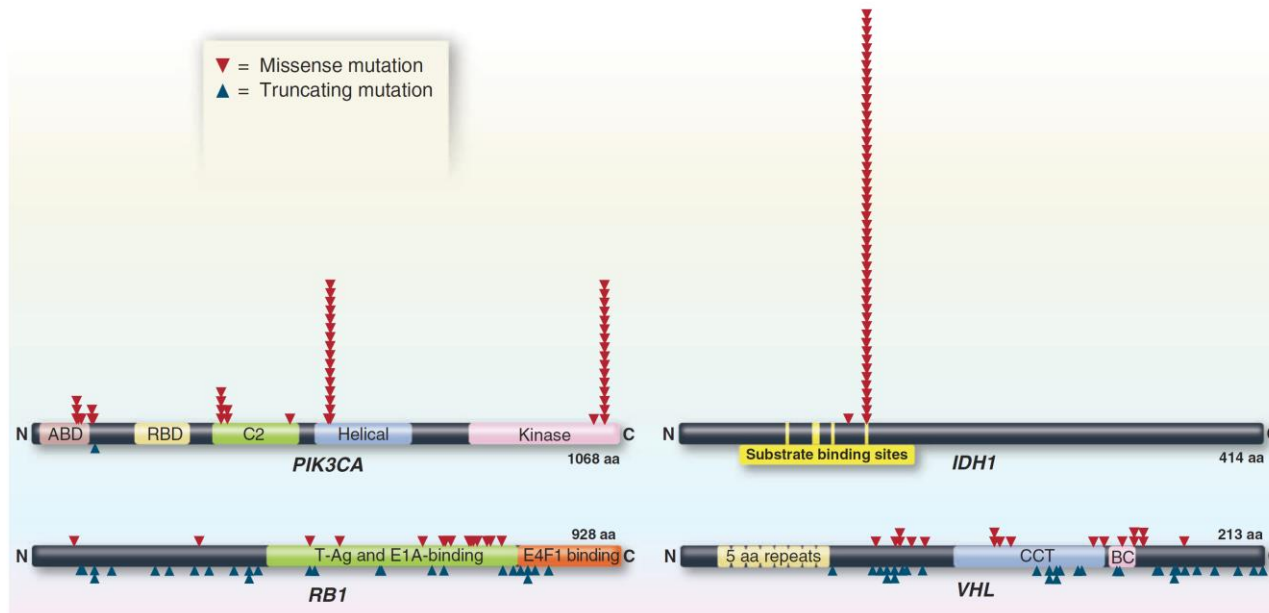 = Missense mutation
= Truncating mutation
N ABD RBD C2 Helical Kinase C
1068 aa
PIK3CA
N C
Substrate binding sites
IDH1
414 aa
928 aa
N T-Ag and E1A-binding E4F1 binding C
RB1
213 aa
N 5 aa repeats CCT BC C
VHL